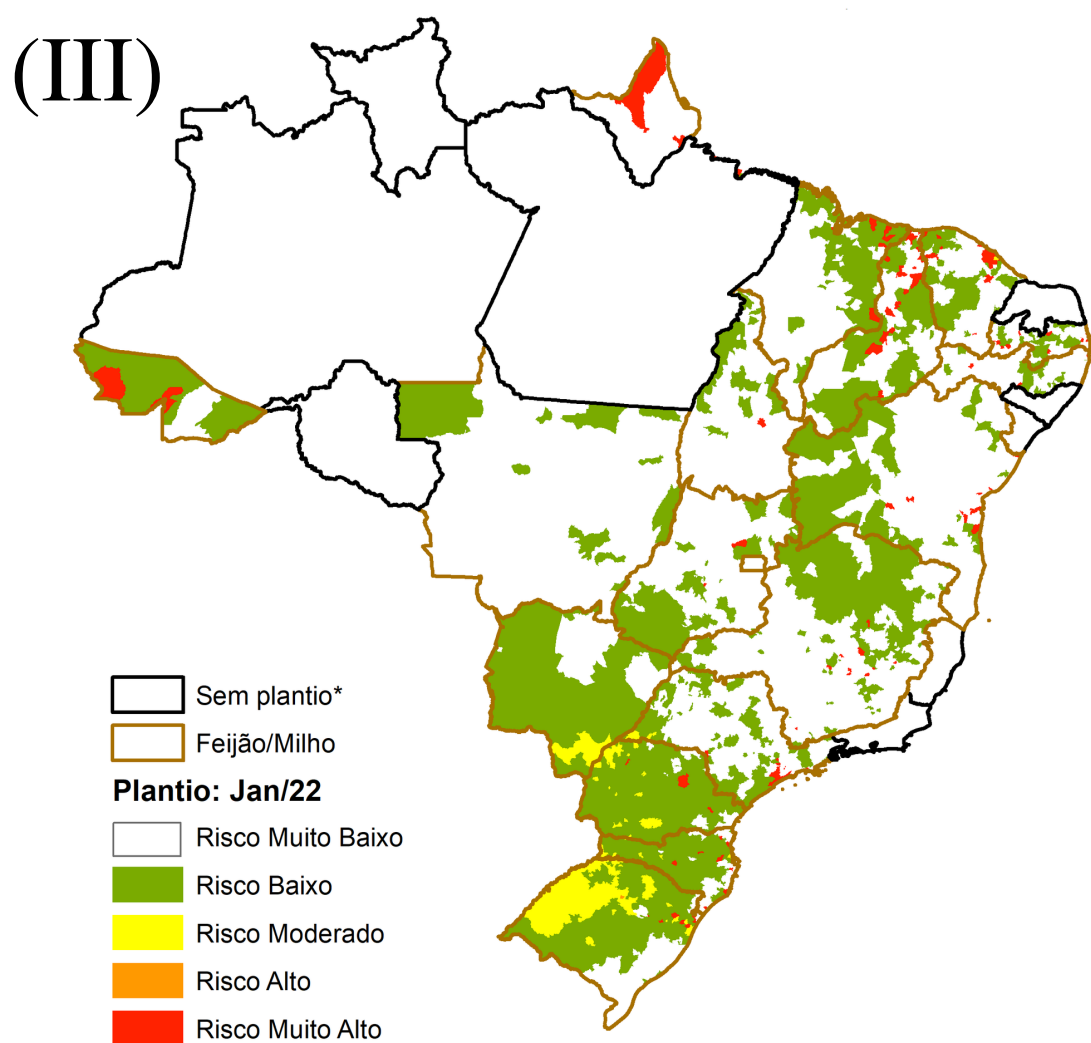 (III)
Sem plantio*
Feijão/Milho
Plantio: Jan/22
Risco Muito Baixo
Risco Baixo
Risco Moderado
Risco Alto
Risco Muito Alto